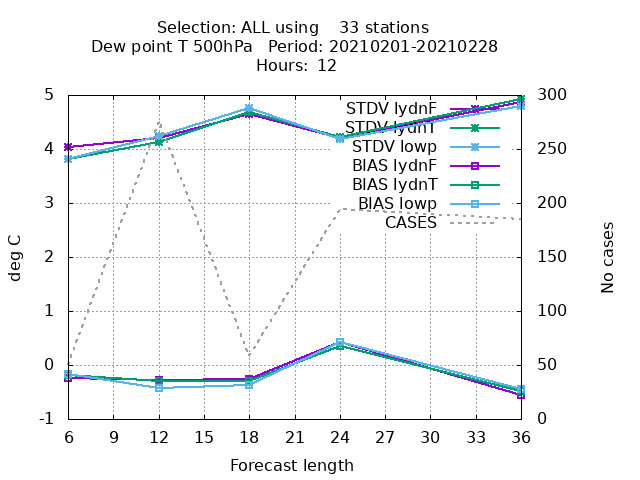 Selection: ALL using    33 stations
Dew point T 500hPa   Period: 20210201-20210228
Hours: 12
5
4
3
2
1
0
-1
300
250
200
150
100
50
0
deg C
No cases
STDV lydnF
STDV lydnT
STDV lowp
BIAS lydnF
BIAS lydnT
BIAS lowp
CASES
6 9 12 15 18 21 24 27 30 33 36
Forecast length